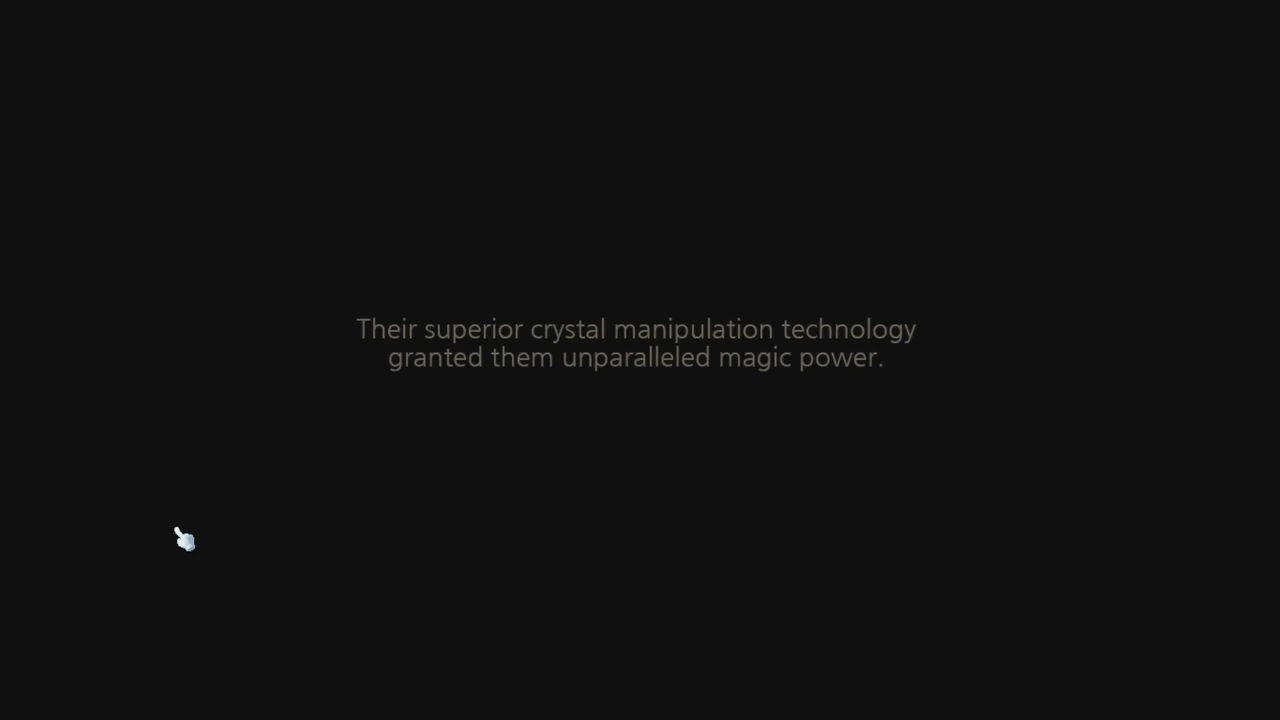 Their superior crystal manipulation technology
granted them unparalleled magic power.